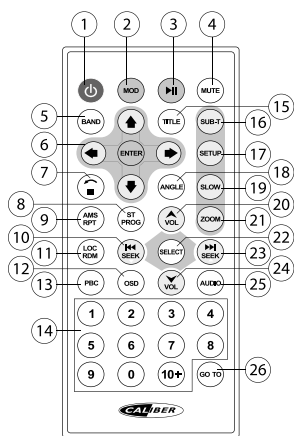 1
2
3
4
MOD
MUTE
5
BAND
TITLE
15
SUB-T
16
6
ENTER
SETUP
17
7
ANGLE
18
SLOW
19
8
AMS
RPT
9
ST
PROG
VOL
20
ZOOM
21
10
LOC
RDM
11
SEEK
SELECT
22
SEEK
23
12
PBC
13
OSD
VOL
24
AUDIO
25
14
1
2
3
4
5
6
7
8
9
0
10+
GO TO
26
CALIBER